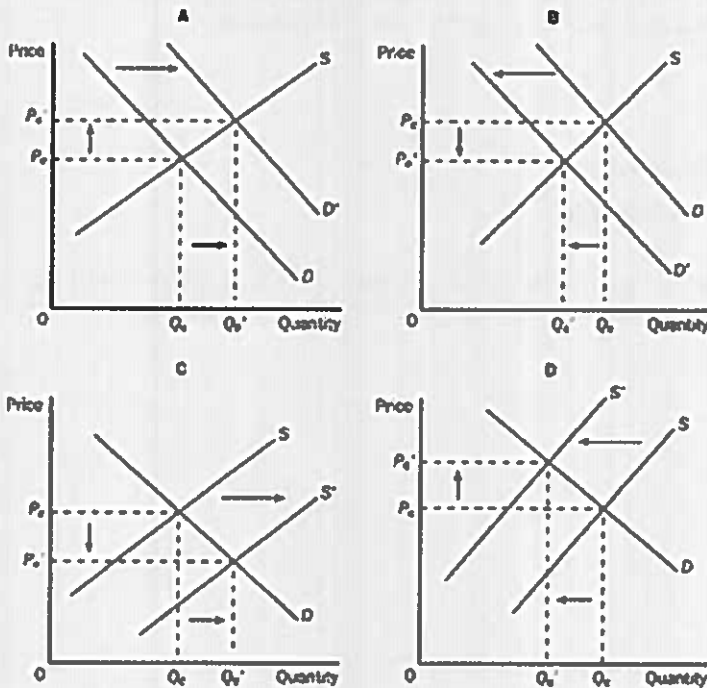 A
Price
S
Pe'
Pe
D'
D
O
Qe
Qe'
Quantity
B
Price
S
Pe
Pe'
D
D'
O
Qe'
Qe
Quantity
C
Price
S
S'
Pe
Pe'
D
O
Qe
Qe'
Quantity
D
Price
S'
S
Pe'
Pe
D
O
Qe'
Qe
Quantity